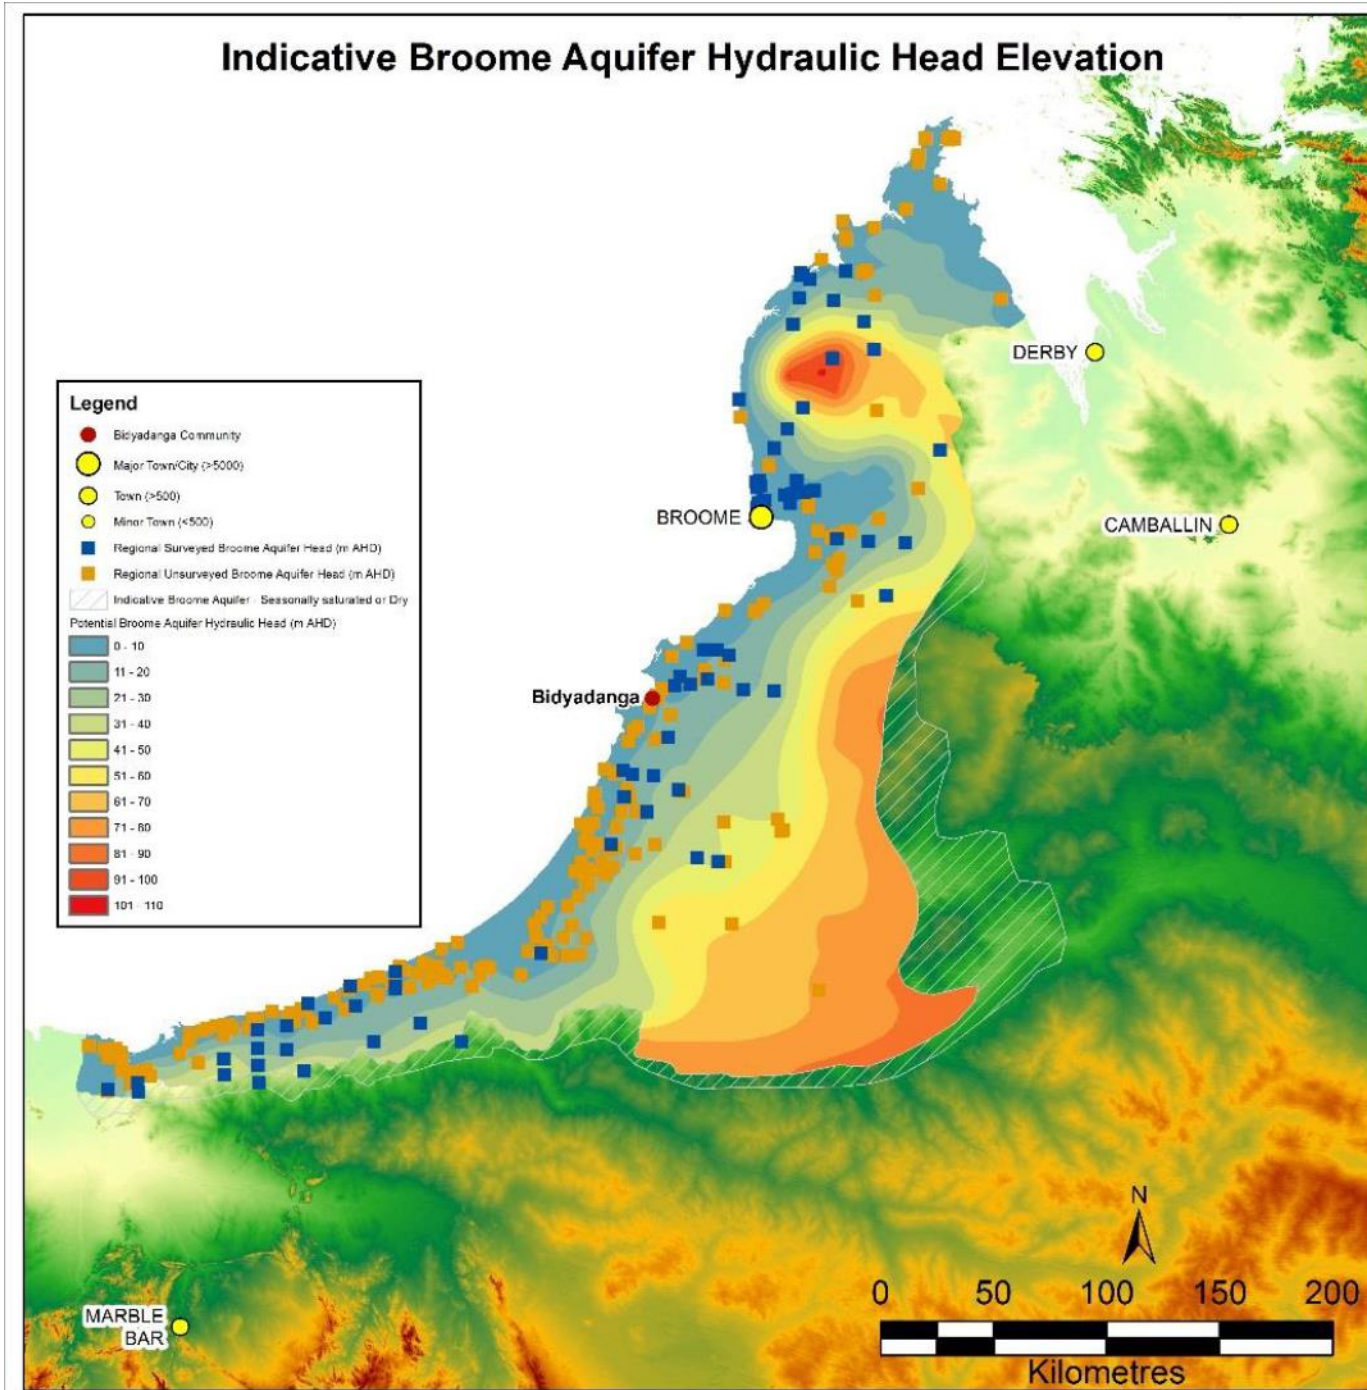 Indicative Broome Aquifer Hydraulic Head Elevation
DERBY
Legend
Bidyadanga Community
Major Town/City (>5000)
Town (>500)
Minor Town (<500)
Regional Surveyed Broome Aquifer Head (m AHD)
Regional Unsurveyed Broome Aquifer Head (m AHD)
Indicative Broome Aquifer - Seasonally saturated or Dry
Potential Broome Aquifer Hydraulic Head (m AHD)
0 - 10
11 - 20
21 - 30
31 - 40
41 - 50
51 - 60
61 - 70
71 - 80
81 - 90
91 - 100
101 - 110
BROOME
CAMBALLIN
Bidyadanga
MARBLE
BAR
N
0 50 100 150 200
Kilometres